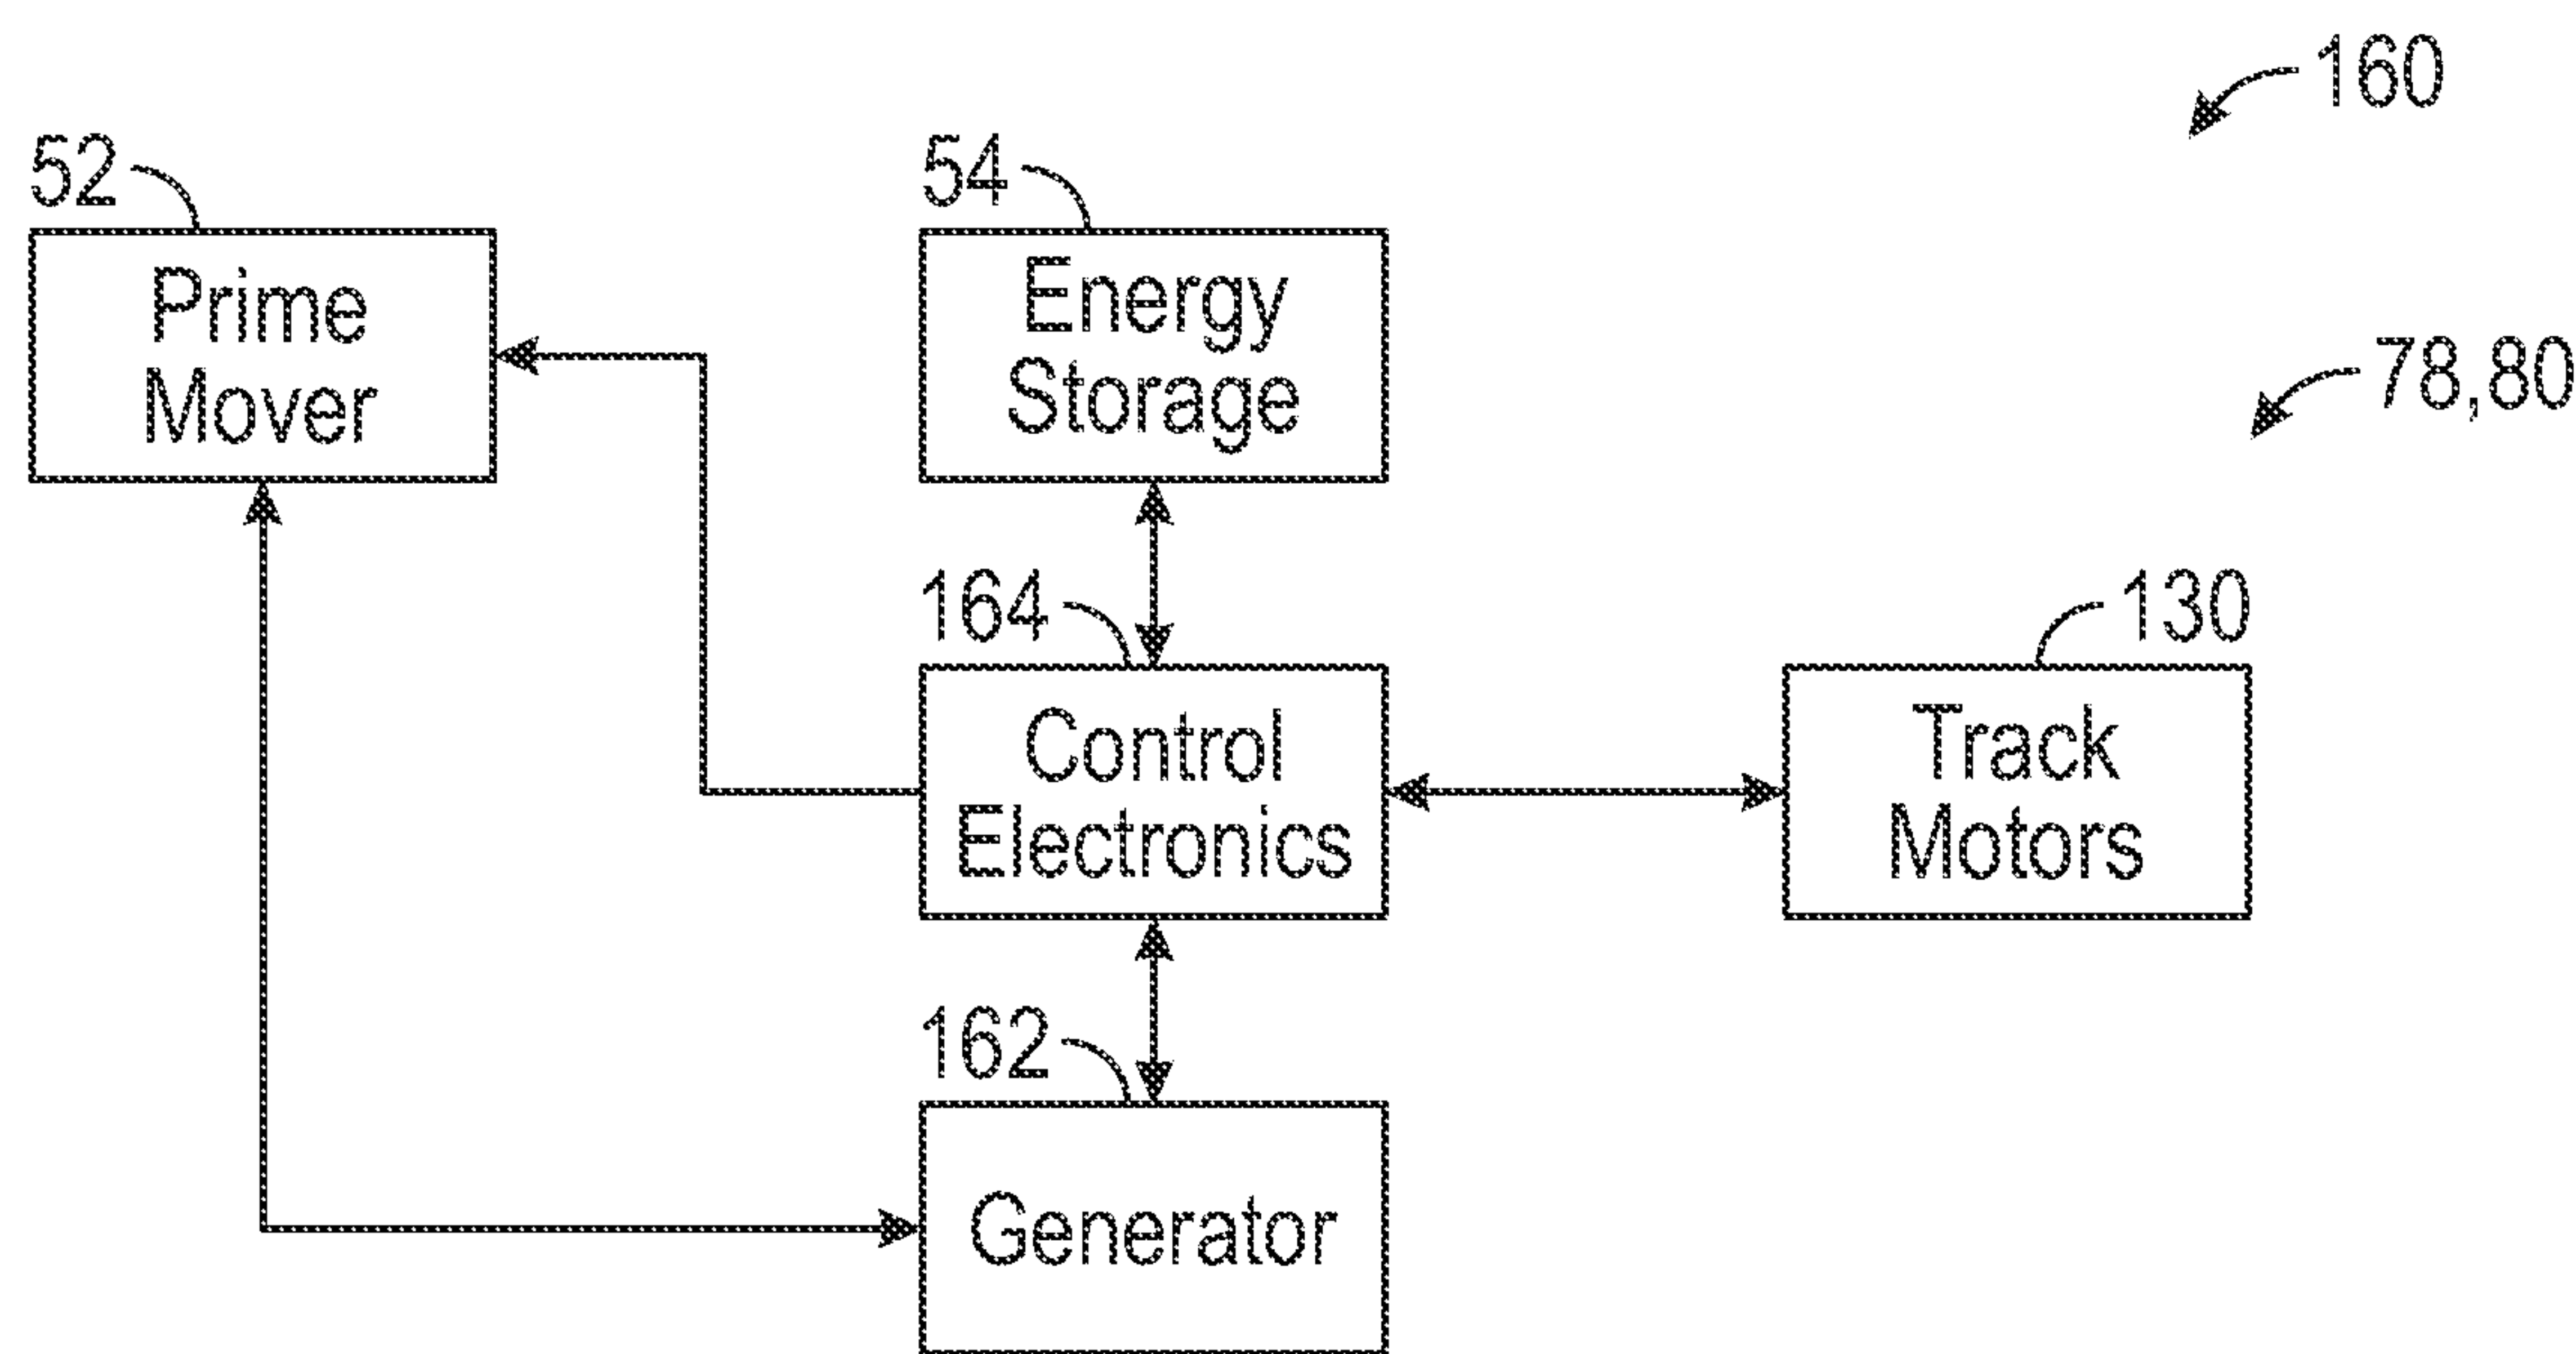 160
52
54
Prime
Mover
Energy
Storage
78,80
164
130
Control
Electronics
Track
Motors
162
Generator